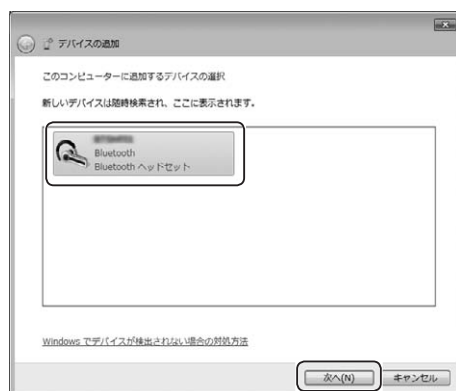 デバイスの追加
このコンピューターに追加するデバイスの選択
新しいデバイスは随時検索され、ここに表示されます。
Bluetooth
Bluetooth ヘッドセット
Windows でデバイスが検出されない場合の対処方法
次へ(N)
キャンセル